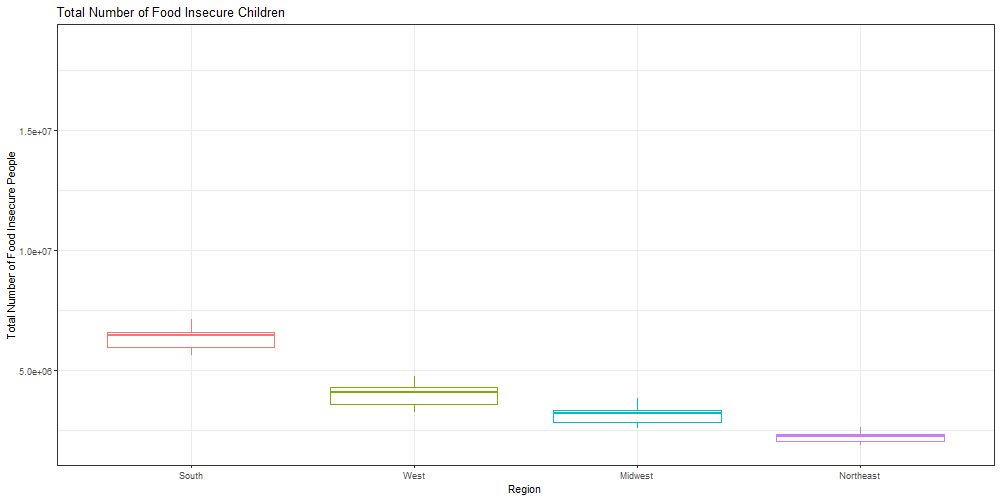 Total Number of Food Insecure Children
Total Number of Food Insecure People
1.5e+07
1.0e+07
5.0e+06
South West Midwest Northeast
Region